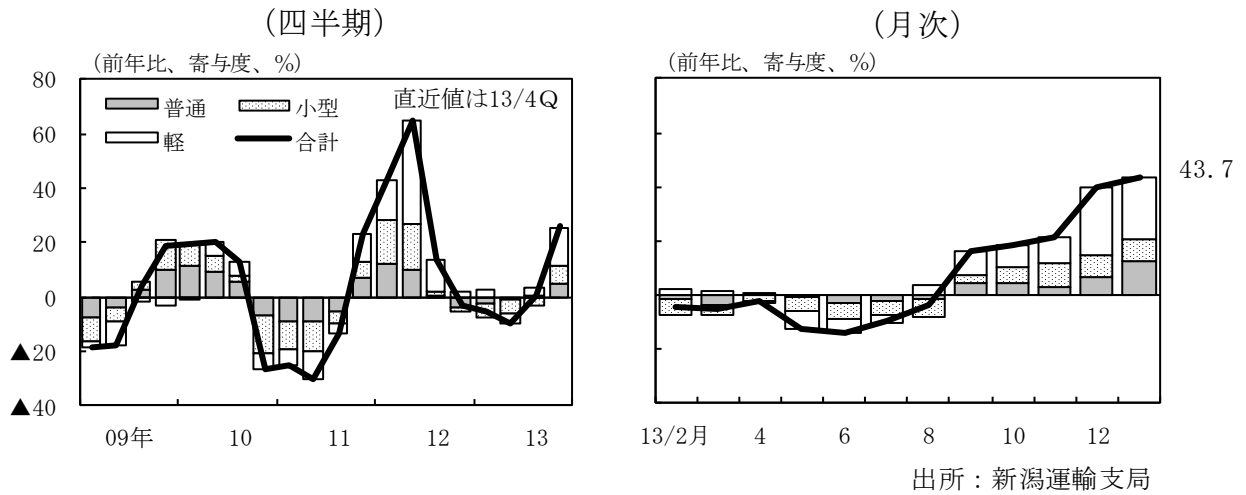 (四半期)
(前年比、寄与度、%)
80
60
40
20
0
▲20
▲40
普通
小型
軽
合計
直近値は13/4Q
09年 10 11 12 13
(月次)
(前年比、寄与度、%)
43.7
13/2月 4 6 8 10 12
出所：新潟運輸支局